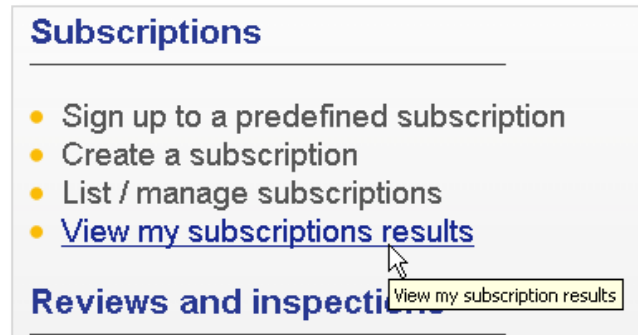 Subscriptions
Sign up to a predefined subscription
Create a subscription
List / manage subscriptions
View my subscriptions results
View my subscription results
Reviews and inspections